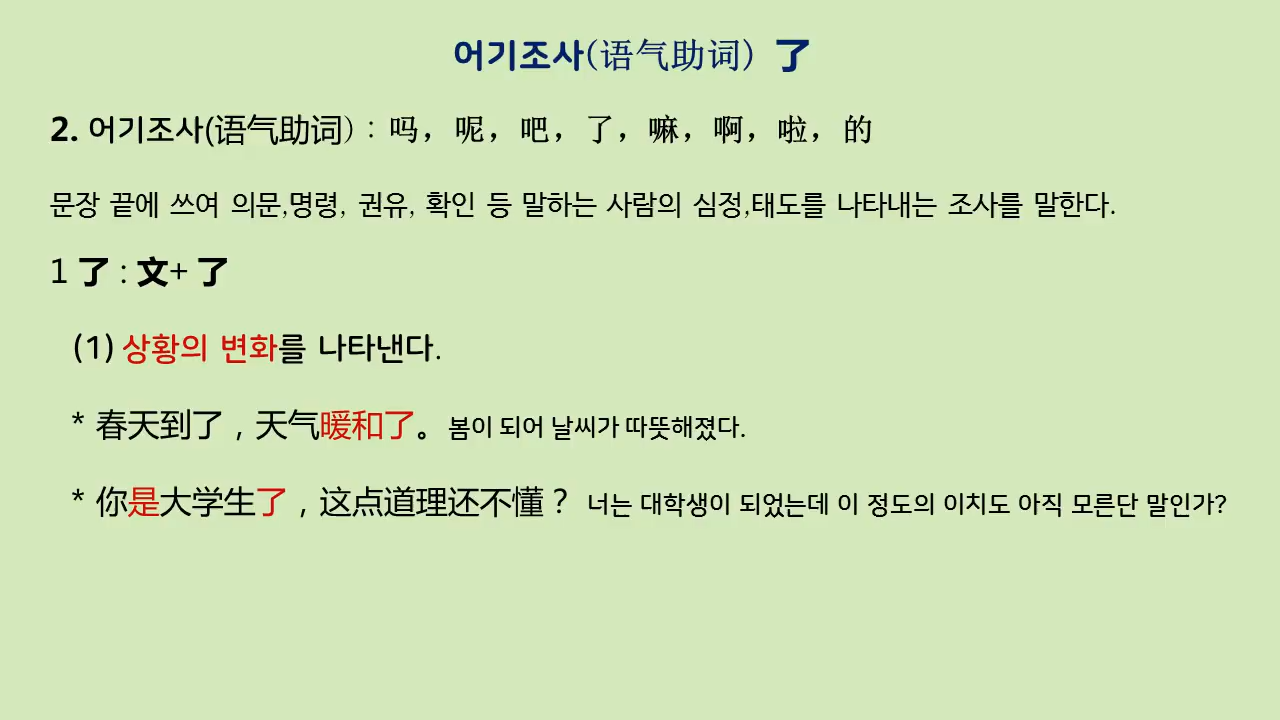 어기조사(语气助词) 了
2. 어기조사(语气助词) : 吗，呢，吧，了，嘛，啊，啦，的
문장 끝에 쓰여 의문,명령, 권유, 확인 등 말하는 사람의 심정,태도를 나타내는 조사를 말한다.
1 了 : 文+ 了
(1) 상황의 변화를 나타낸다.
* 春天到了，天气暖和了。봄이 되어 날씨가 따뜻해졌다.
* 你是大学生了，这点道理还不懂？ 너는 대학생이 되었는데 이 정도의 이치도 아직 모른단 말인가?